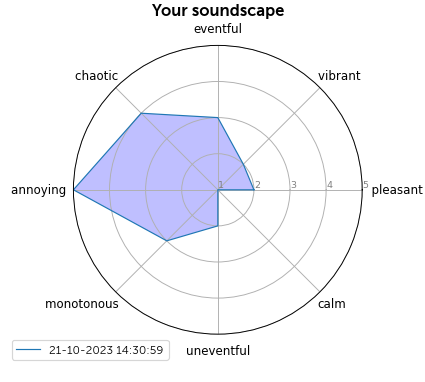 Your soundscape
eventful
chaotic
vibrant
annoying
1 2 3 4 5
pleasant
monotonous
calm
21-10-2023 14:30:59
uneventful